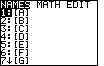 NAMES MATH EDIT
1:[A]
2:[B]
3:[C]
4:[D]
5:[E]
6:[F]
7↓[G]